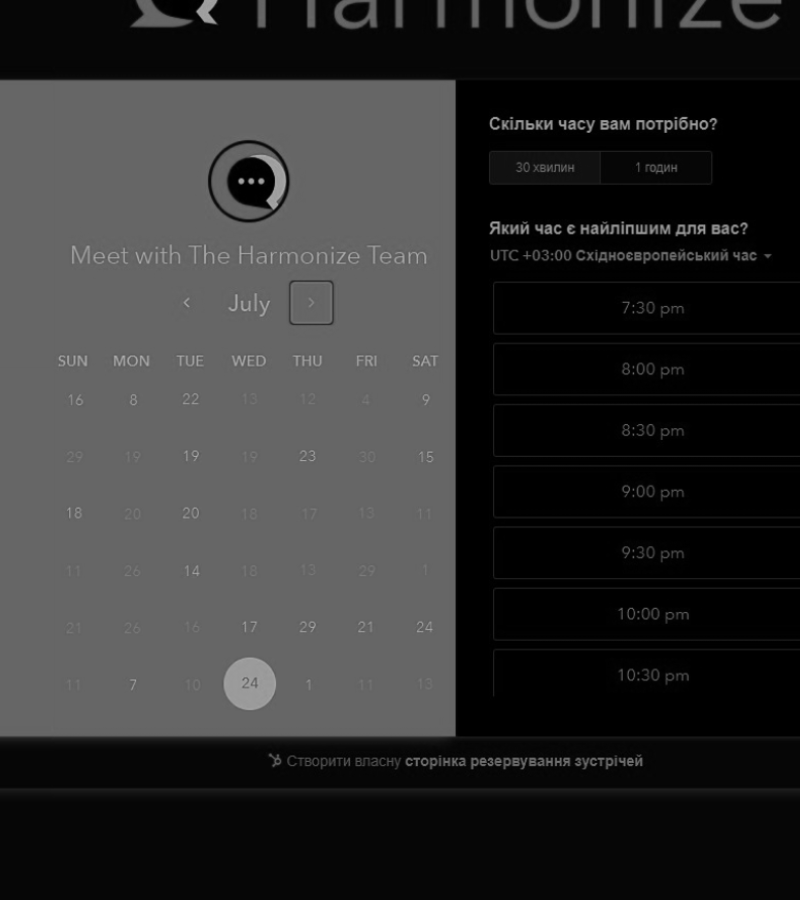 Harmonize
Meet with The Harmonize Team
July
SUN MON TUE WED THU FRI SAT
16 8 22 13 12 4 9
29 19 19 19 23 30 15
18 20 20 18 17 13 11
11 26 14 18 13 29 1
21 26 16 17 29 21 24
11 7 10 24 1 11 13
Скільки часу вам потрібно?
30 хвилин 1 годин
Який час є найліпшим для вас?
UTC +03:00 Східноєвропейський час
7:30 pm
8:00 pm
8:30 pm
9:00 pm
9:30 pm
10:00 pm
10:30 pm
Створити власну сторінка резервування зустрічей